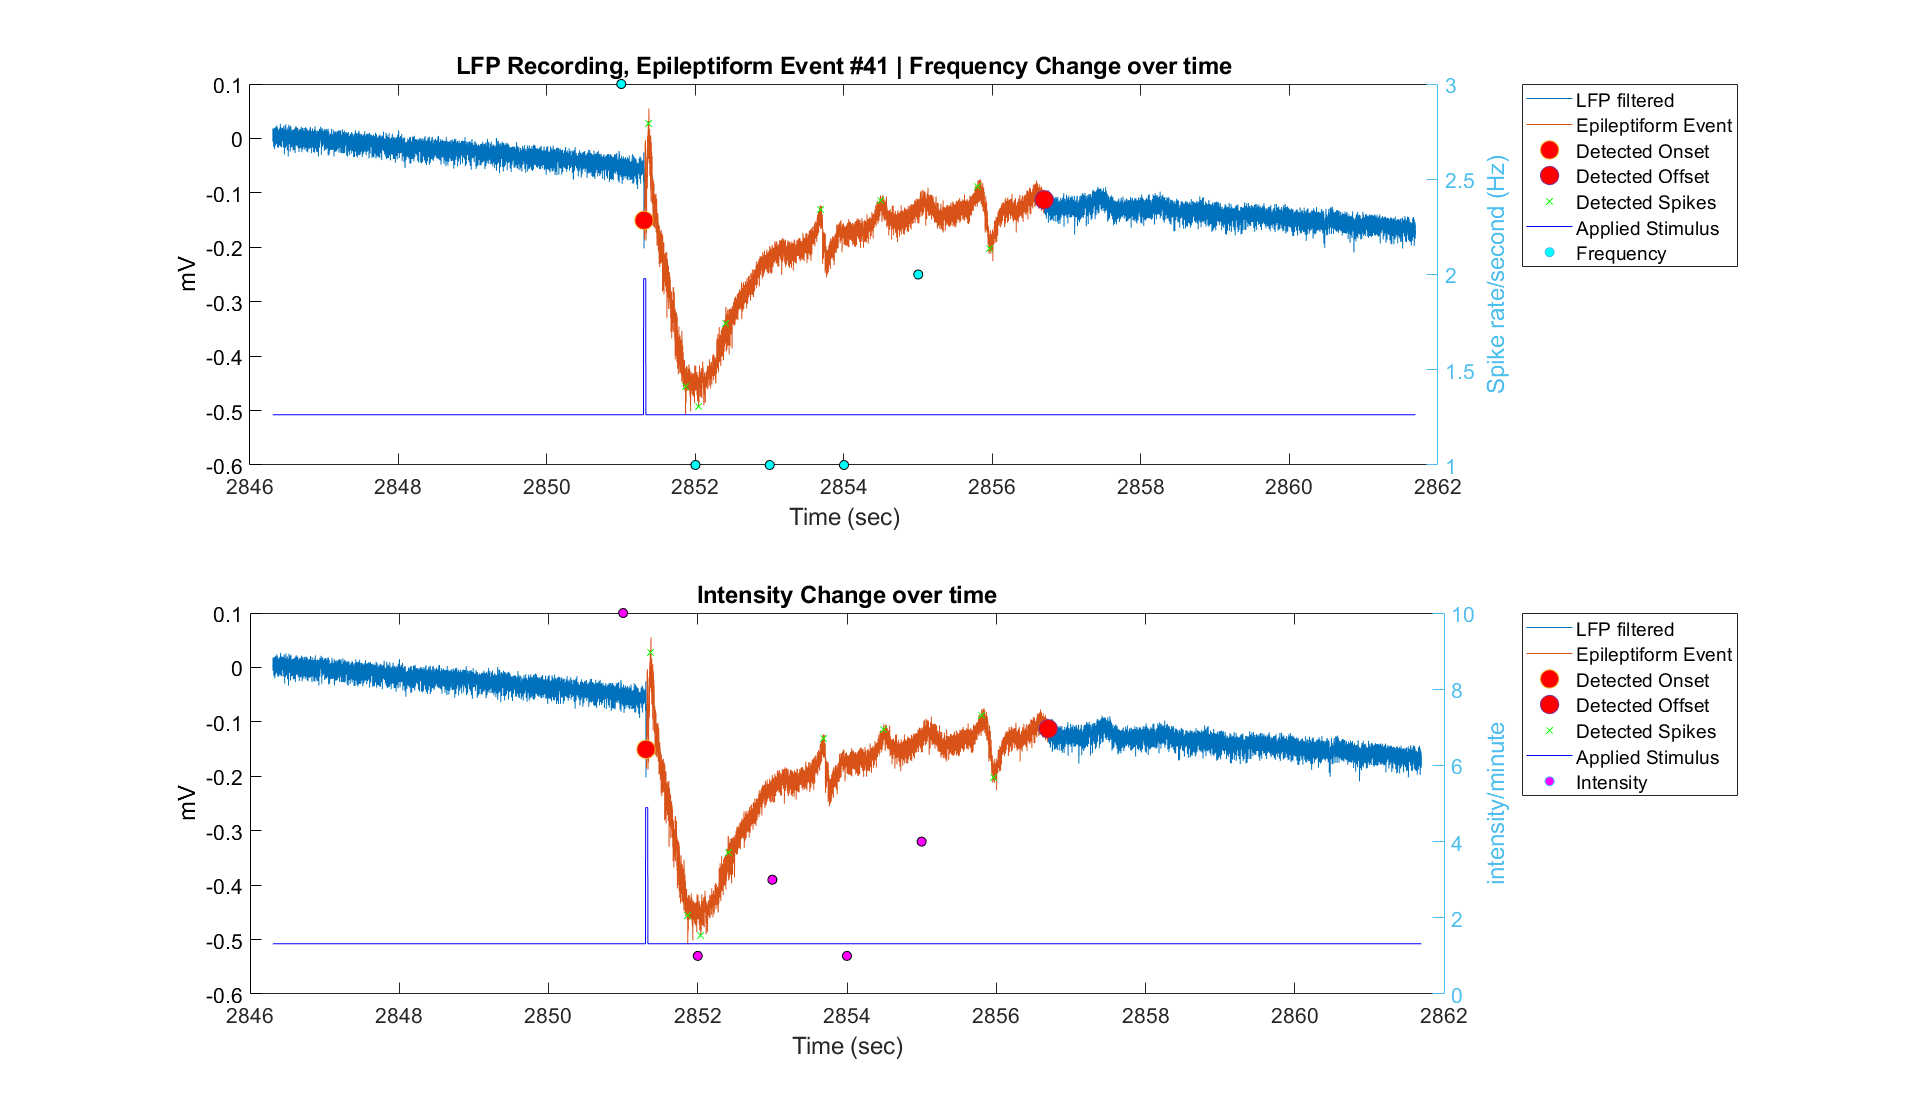 LFP Recording, Epileptiform Event #41 | Frequency Change over time
0.1
0
-0.1
-0.2
-0.3
-0.4
-0.5
-0.6
mV
2846
2848
2850
2852
2854
2856
2858
2860
2862
Time (sec)
3
2.5
2
1.5
1
Spike rate/second (Hz)
LFP filtered
Epileptiform Event
Detected Onset
Detected Offset
Detected Spikes
Applied Stimulus
Frequency
Intensity Change over time
0.1
0
-0.1
-0.2
-0.3
-0.4
-0.5
-0.6
mV
2846
2848
2850
2852
2854
2856
2858
2860
2862
Time (sec)
10
8
6
4
2
0
intensity/minute
LFP filtered
Epileptiform Event
Detected Onset
Detected Offset
Detected Spikes
Applied Stimulus
Intensity